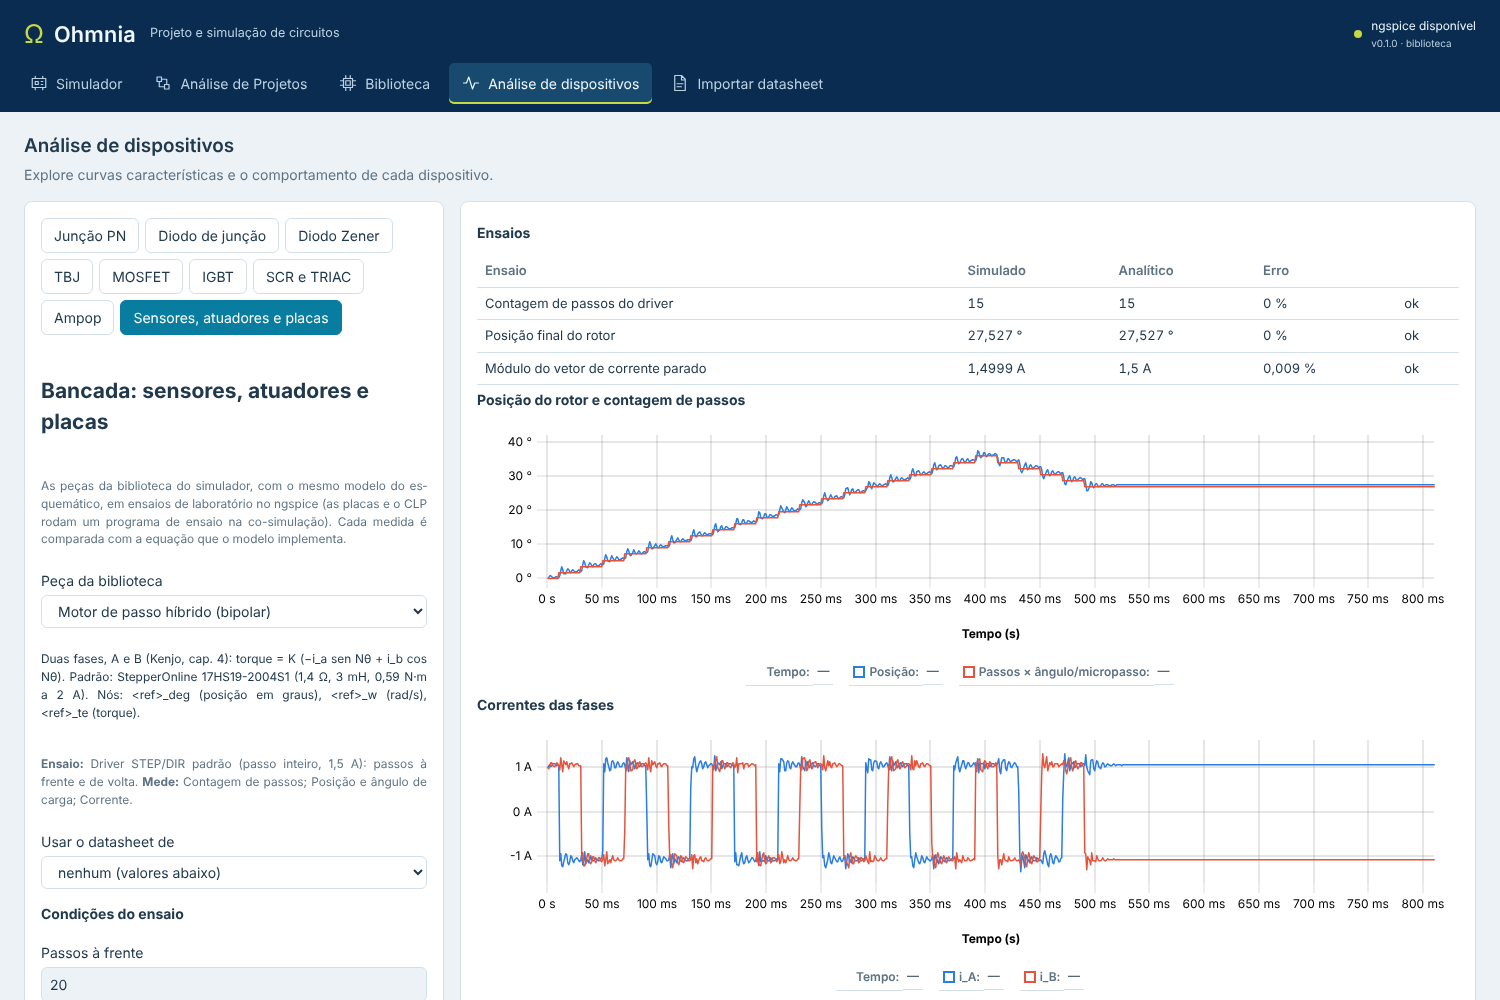 Ω Ohmnia
Projeto e simulação de circuitos
ngspice disponível
v0.1.0 · biblioteca
Simulador
Análise de Projetos
Biblioteca
Análise de dispositivos
Importar datasheet
Análise de dispositivos
Explore curvas características e o comportamento de cada dispositivo.
Junção PN
Diodo de junção
Diodo Zener
TBJ
MOSFET
IGBT
SCR e TRIAC
Ampop
Sensores, atuadores e placas
Bancada: sensores, atuadores e
placas
As peças da biblioteca do simulador, com o mesmo modelo do es-
quemático, em ensaios de laboratório no ngspice (as placas e o CLP
rodam um programa de ensaio na co-simulação). Cada medida é
comparada com a equação que o modelo implementa.
Peça da biblioteca
Motor de passo híbrido (bipolar)
Duas fases, A e B (Kenjo, cap. 4): torque = K (−i_a sen Nθ + i_b cos
Nθ). Padrão: StepperOnline 17HS19-2004S1 (1,4 Ω, 3 mH, 0,59 N·m
a 2 A). Nós: <ref>_deg (posição em graus), <ref>_w (rad/s),
<ref>_te (torque).
Ensaio: Driver STEP/DIR padrão (passo inteiro, 1,5 A): passos à
frente e de volta. Mede: Contagem de passos; Posição e ângulo de
carga; Corrente.
Usar o datasheet de
nenhum (valores abaixo)
Condições do ensaio
Passos à frente
20
Ensaios
Ensaio Simulado Analítico Erro
Contagem de passos do driver 15 15 0 % ok
Posição final do rotor 27,527 ° 27,527 ° 0 % ok
Módulo do vetor de corrente parado 1,4999 A 1,5 A 0,009 % ok
Posição do rotor e contagem de passos
40 °
30 °
20 °
10 °
0 °
0 s 50 ms 100 ms 150 ms 200 ms 250 ms 300 ms 350 ms 400 ms 450 ms 500 ms 550 ms 600 ms 650 ms 700 ms 750 ms 800 ms
Tempo (s)
Tempo: — Posição: — Passos × ângulo/micropasso: —
Correntes das fases
1 A
0 A
-1 A
0 s 50 ms 100 ms 150 ms 200 ms 250 ms 300 ms 350 ms 400 ms 450 ms 500 ms 550 ms 600 ms 650 ms 700 ms 750 ms 800 ms
Tempo (s)
Tempo: — i_A: — i_B: —